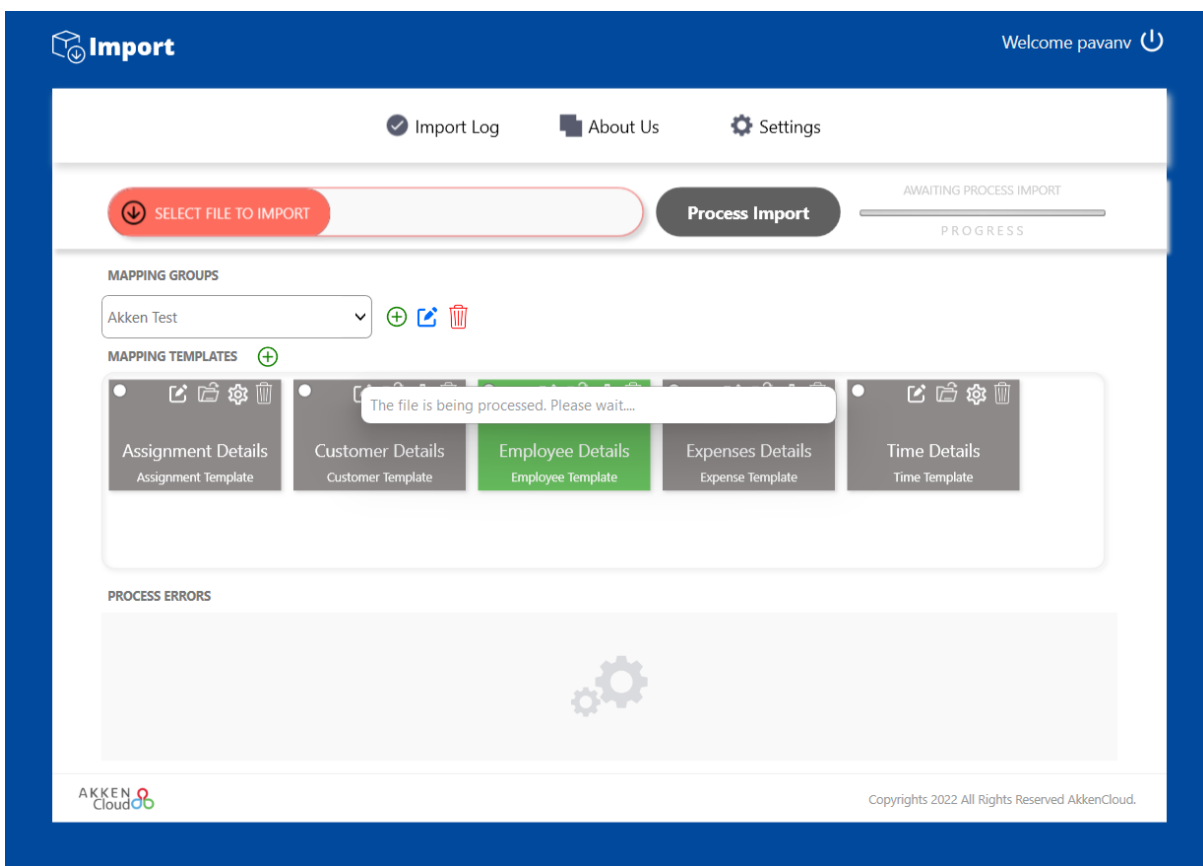 Import
Welcome pavanv
Import Log
About Us
Settings
SELECT FILE TO IMPORT
Process Import
AWAITING PROCESS IMPORT
PROGRESS
MAPPING GROUPS
Akken Test
MAPPING TEMPLATES
The file is being processed. Please wait....
Assignment Details
Assignment Template
Customer Details
Customer Template
Employee Details
Employee Template
Expenses Details
Expense Template
Time Details
Time Template
PROCESS ERRORS
AKKEN
Cloud
Copyrights 2022 All Rights Reserved AkkenCloud.